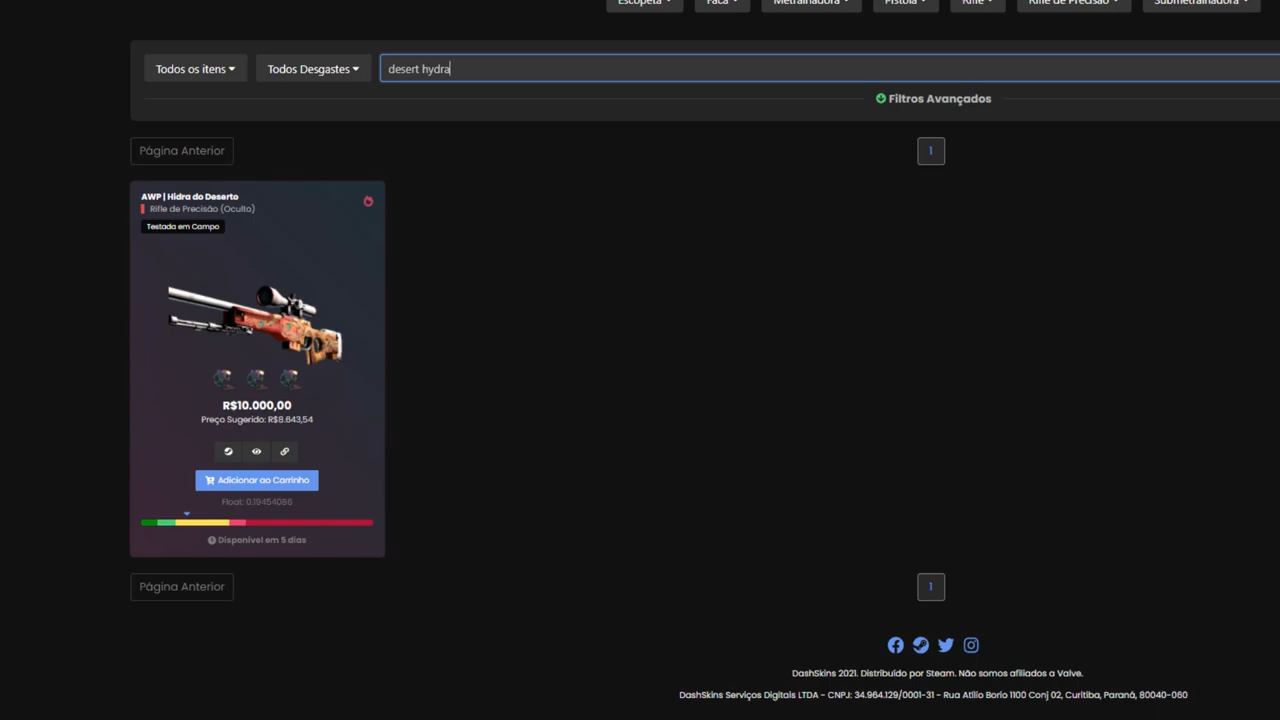 Escopeta Faca Metralhadora Pistola Rifle Rifle de Precisão Submetralhadora
Todos os itens Todos Desgastes desert hydra
Filtros Avançados
Página Anterior 1
AWP | Hidra do Deserto
Rifle de Precisão (Oculto)
Testada em Campo
R$10.000,00
Preço Sugerido: R$8.643,54
Adicionar ao Carrinho
Float: 0.19454086
Disponível em 5 dias
Página Anterior 1
DashSkins 2021. Distribuído por Steam. Não somos afiliados a Valve.
DashSkins Serviços Digitais LTDA - CNPJ: 34.964.129/0001-31 - Rua Atílio Borio 1100 Conj 02, Curitiba, Paraná, 80040-060